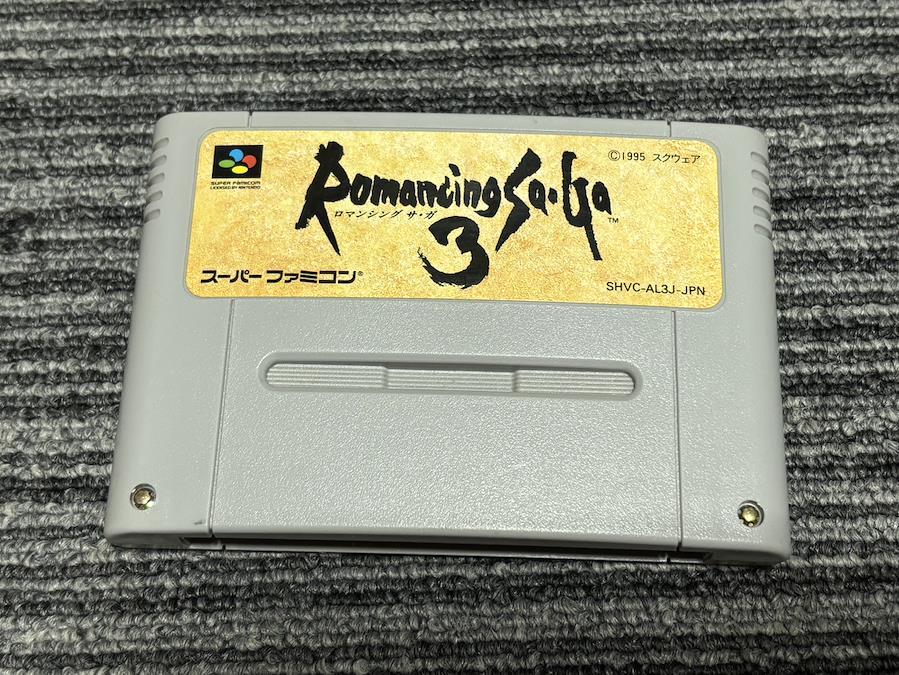 SUPER FAMICOM
LICENSED BY NINTENDO
©1995 スクウェア
Romancing Sa·Ga™
ロマンシング サ・ガ
3
スーパーファミコン®
SHVC-AL3J-JPN